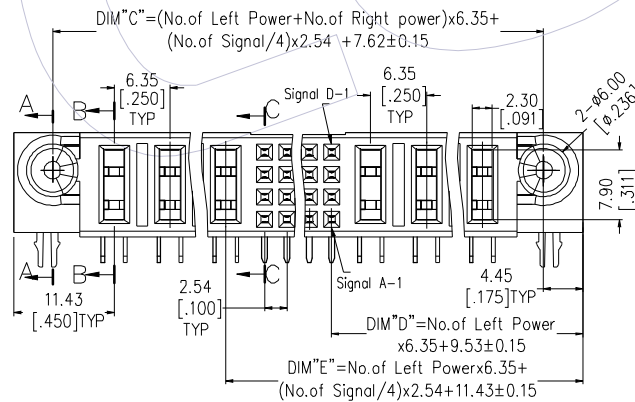 DIM"C"=(No.of Left Power+No.of Right power)x6.35+
(No.of Signal/4)x2.54 +7.62±0.15
6.35
[.250]
TYP
Signal D-1
6.35
[.250]
TYP
2.30
[.091]
2-ø6.00
[ø.236]
A
B
C
7.90
[.311]
A
B
C
11.43
[.450]TYP
2.54
[.100]
TYP
Signal A-1
4.45
[.175]TYP
DIM"D"=No.of Left Power
x6.35+9.53±0.15
DIM"E"=No.of Left Powerx6.35+
(No.of Signal/4)x2.54+11.43±0.15